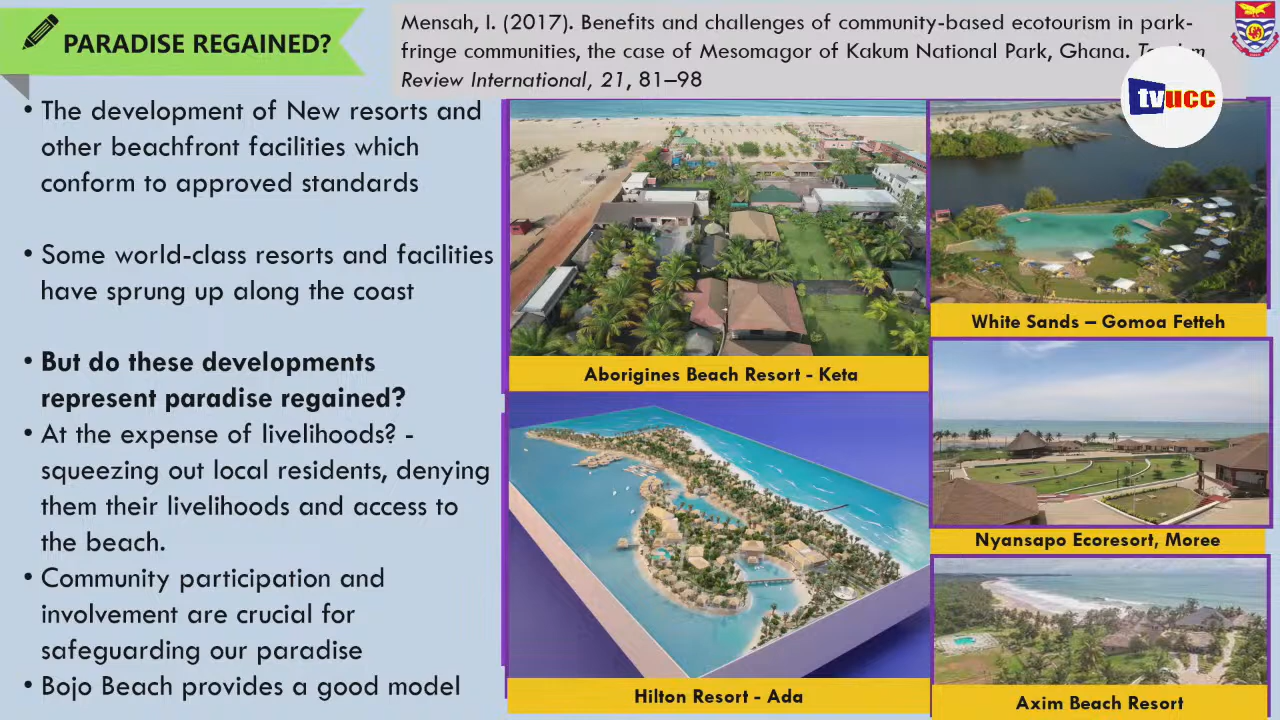 PARADISE REGAINED?
Mensah, I. (2017). Benefits and challenges of community-based ecotourism in park-
fringe communities, the case of Mesomagor of Kakum National Park, Ghana.
Review International, 21, 81–98
tvucc
• The development of New resorts and
other beachfront facilities which
conform to approved standards
• Some world-class resorts and facilities
have sprung up along the coast
• But do these developments
represent paradise regained?
• At the expense of livelihoods? -
squeezing out local residents, denying
them their livelihoods and access to
the beach.
• Community participation and
involvement are crucial for
safeguarding our paradise
• Bojo Beach provides a good model
Aborigines Beach Resort - Keta
White Sands – Gomoa Fetteh
Nyansapo Ecoresort, Moree
Hilton Resort - Ada
Axim Beach Resort